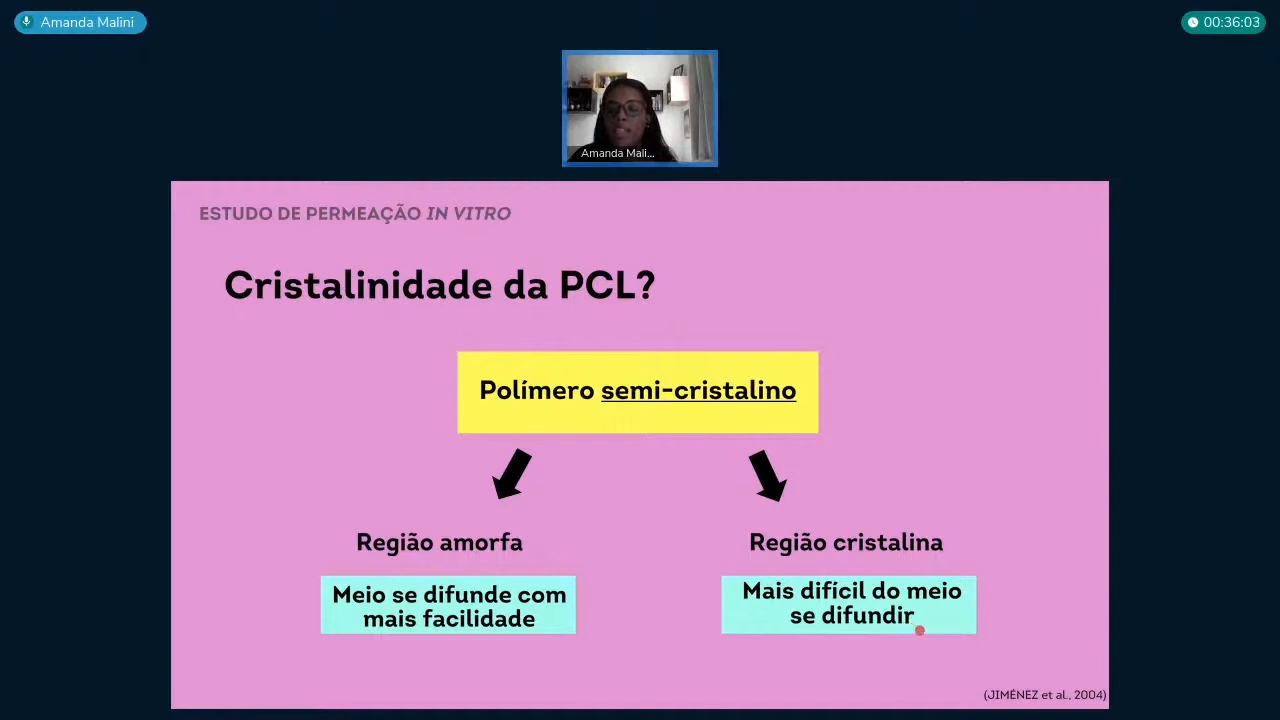 Amanda Malini
00:36:03
Amanda Mali...
ESTUDO DE PERMEAÇÃO IN VITRO
Cristalinidade da PCL?
Polímero semi-cristalino
Região amorfa
Meio se difunde com
mais facilidade
Região cristalina
Mais difícil do meio
se difundir
(JIMÉNEZ et al., 2004)